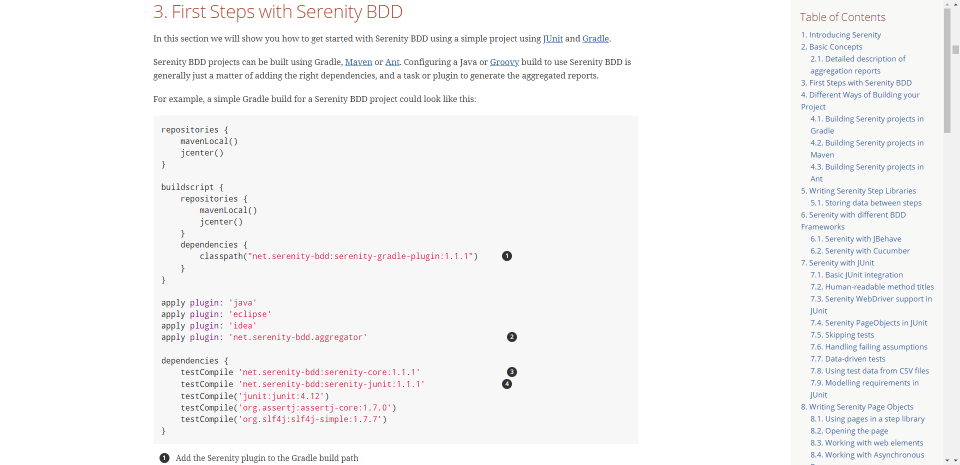 3. First Steps with Serenity BDD
In this section we will show you how to get started with Serenity BDD using a simple project using JUnit and Gradle.
Serenity BDD projects can be built using Gradle, Maven or Ant. Configuring a Java or Groovy build to use Serenity BDD is
generally just a matter of adding the right dependencies, and a task or plugin to generate the aggregated reports.
For example, a simple Gradle build for a Serenity BDD project could look like this:
repositories {
    mavenLocal()
    jcenter()
}
buildscript {
    repositories {
        mavenLocal()
        jcenter()
    }
    dependencies {
        classpath("net.serenity-bdd:serenity-gradle-plugin:1.1.1") 1
    }
}
apply plugin: 'java'
apply plugin: 'eclipse'
apply plugin: 'idea'
apply plugin: 'net.serenity-bdd.aggregator' 2
dependencies {
    testCompile 'net.serenity-bdd:serenity-core:1.1.1' 3
    testCompile 'net.serenity-bdd:serenity-junit:1.1.1' 4
    testCompile('junit:junit:4.12')
    testCompile('org.assertj:assertj-core:1.7.0')
    testCompile('org.slf4j:slf4j-simple:1.7.7')
}
1 Add the Serenity plugin to the Gradle build path
Table of Contents
1. Introducing Serenity
2. Basic Concepts
2.1. Detailed description of
aggregation reports
3. First Steps with Serenity BDD
4. Different Ways of Building your
Project
4.1. Building Serenity projects in
Gradle
4.2. Building Serenity projects in
Maven
4.3. Building Serenity projects in
Ant
5. Writing Serenity Step Libraries
5.1. Storing data between steps
6. Serenity with different BDD
Frameworks
6.1. Serenity with JBehave
6.2. Serenity with Cucumber
7. Serenity with JUnit
7.1. Basic JUnit integration
7.2. Human-readable method titles
7.3. Serenity WebDriver support in
JUnit
7.4. Serenity PageObjects in JUnit
7.5. Skipping tests
7.6. Handling failing assumptions
7.7. Data-driven tests
7.8. Using test data from CSV files
7.9. Modelling requirements in
JUnit
8. Writing Serenity Page Objects
8.1. Using pages in a step library
8.2. Opening the page
8.3. Working with web elements
8.4. Working with Asynchronous